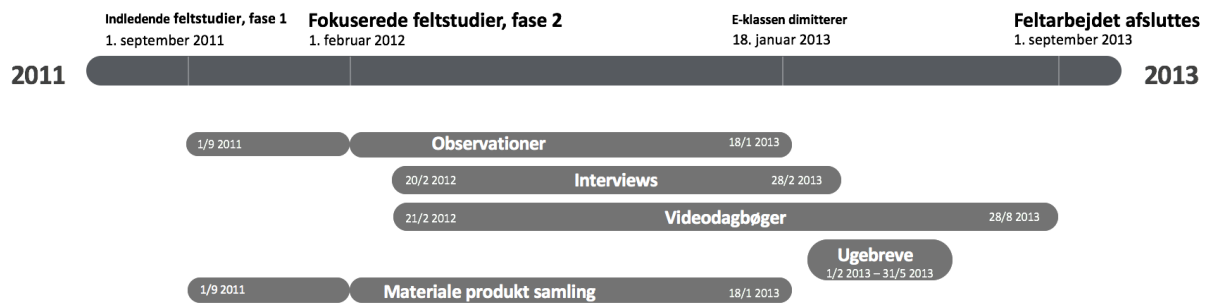 Indledende feltstudier, fase 1
1. september 2011
Fokuserede feltstudier, fase 2
1. februar 2012
E-klassen dimitterer
18. januar 2013
Feltarbejdet afsluttes
1. september 2013
2011
2013
1/9 2011 Observationer 18/1 2013
20/2 2012 Interviews 28/2 2013
21/2 2012 Videodagbøger 28/8 2013
Ugebreve
1/2 2013 – 31/5 2013
1/9 2011 Materiale produkt samling 18/1 2013